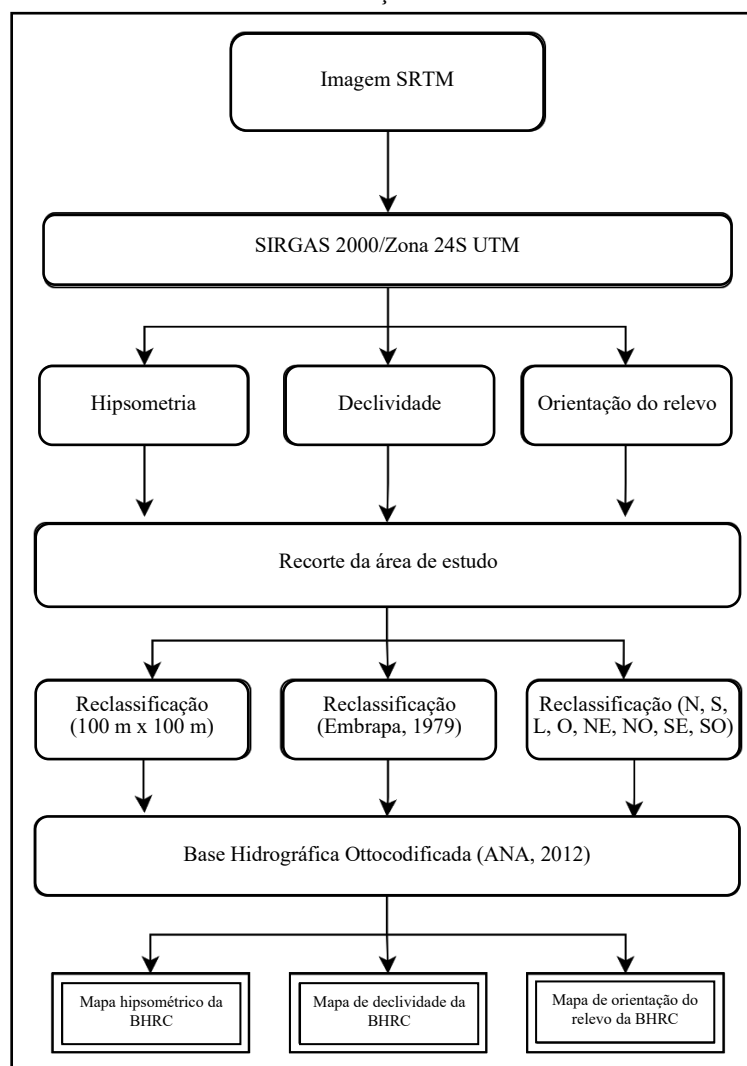 Imagem SRTM
SIRGAS 2000/Zona 24S UTM
Hipsometria
Declividade
Orientação do relevo
Recorte da área de estudo
Reclassificação
(100 m x 100 m)
Reclassificação
(Embrapa, 1979)
Reclassificação (N, S,
L, O, NE, NO, SE, SO)
Base Hidrográfica Ottocodificada (ANA, 2012)
Mapa hipsométrico da
BHRC
Mapa de declividade da
BHRC
Mapa de orientação do
relevo da BHRC